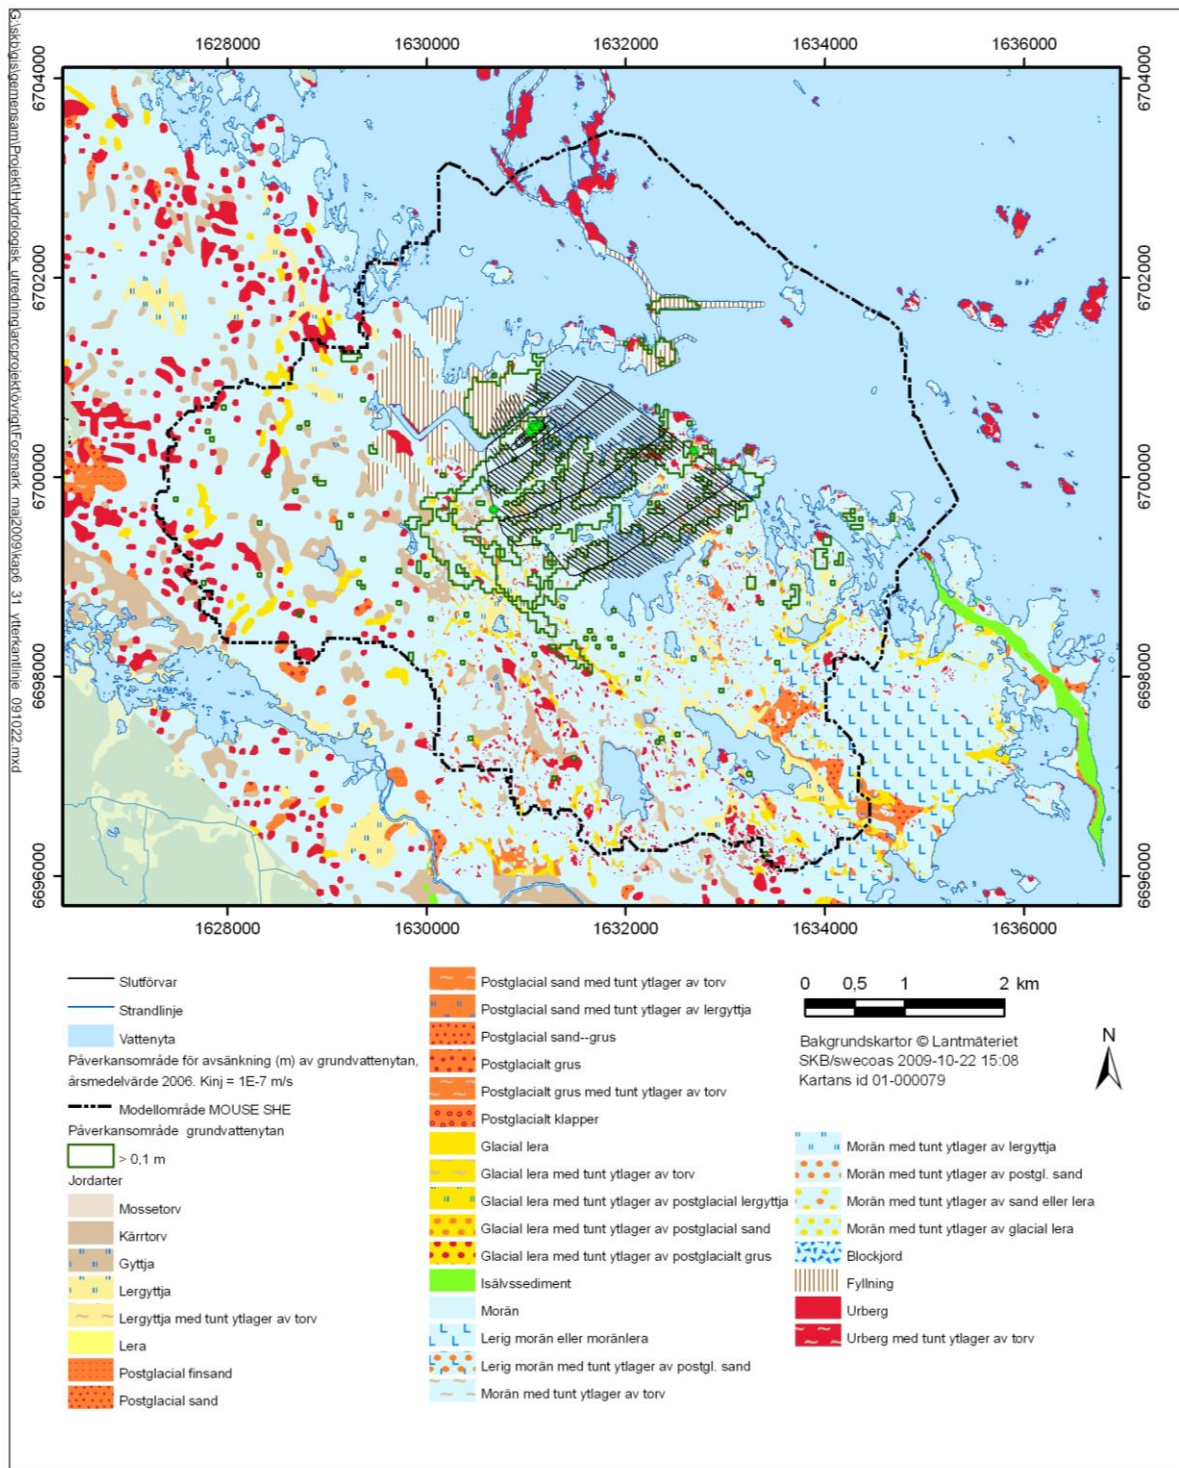 G:\skb\gis\gemensam\Projekt\Hydrologisk_utredning\arcprojekt\övrigt\Forsmark_maj2009\kap6_31_ytterkantlinje_091022.mxd
1628000 1630000 1632000 1634000 1636000
6704000 6704000
6702000 6702000
6700000 6700000
6698000 6698000
6696000 6696000
1628000 1630000 1632000 1634000 1636000
Slutförvar
Strandlinje
Vattenyta
Påverkansområde för avsänkning (m) av grundvattenytan,
årsmedelvärde 2006. Kinj = 1E-7 m/s
Modellområde MOUSE SHE
Påverkansområde grundvattenytan
> 0,1 m
Jordarter
Mossetorv
Kärrtorv
Gyttja
Lergyttja
Lergyttja med tunt ytlager av torv
Lera
Postglacial finsand
Postglacial sand
Postglacial sand med tunt ytlager av torv
Postglacial sand med tunt ytlager av lergyttja
Postglacial sand--grus
Postglacialt grus
Postglacialt grus med tunt ytlager av torv
Postglacialt klapper
Glacial lera
Glacial lera med tunt ytlager av torv
Glacial lera med tunt ytlager av postglacial lergyttja
Glacial lera med tunt ytlager av postglacial sand
Glacial lera med tunt ytlager av postglacialt grus
Isälvssediment
Morän
Lerig morän eller moränlera
Lerig morän med tunt ytlager av postgl. sand
Morän med tunt ytlager av torv
0 0,5 1 2 km
Bakgrundskartor © Lantmäteriet
SKB/swecoas 2009-10-22 15:08
Kartans id 01-000079
N
Morän med tunt ytlager av lergyttja
Morän med tunt ytlager av postgl. sand
Morän med tunt ytlager av sand eller lera
Morän med tunt ytlager av glacial lera
Blockjord
Fyllning
Urberg
Urberg med tunt ytlager av torv